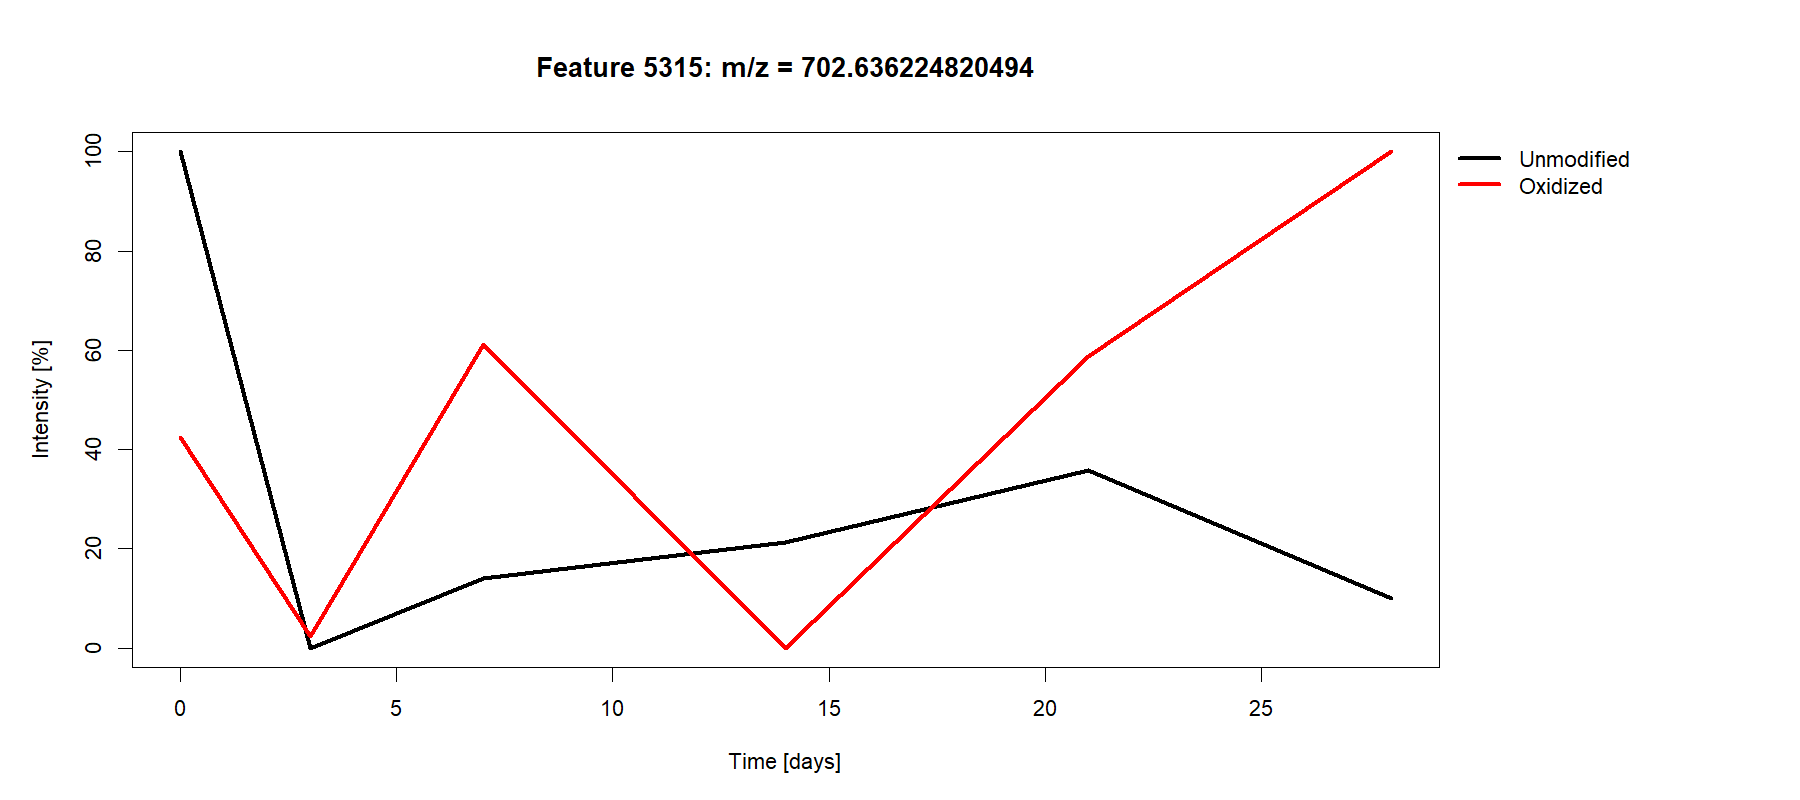 Feature 5315: m/z = 702.636224820494
Unmodified
Oxidized
100
80
60
40
20
0
Intensity [%]
0 5 10 15 20 25
Time [days]